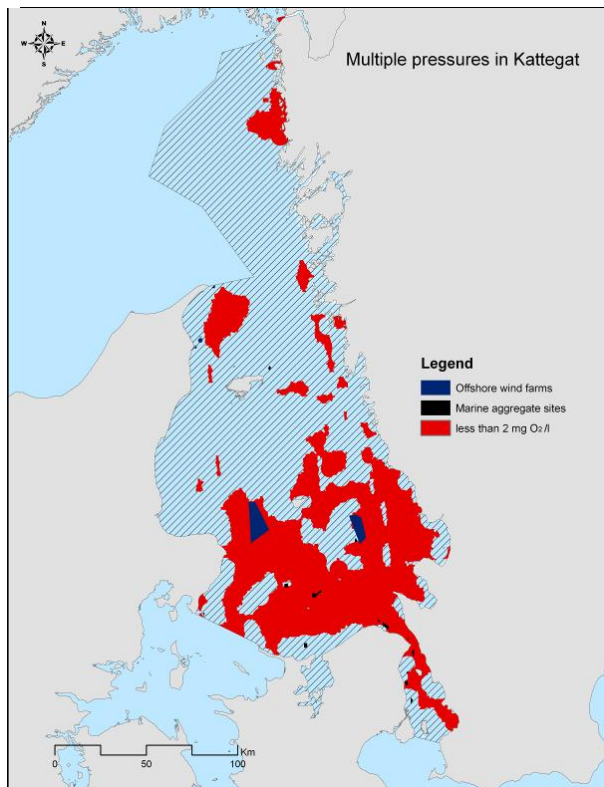 N
W E
S
Multiple pressures in Kattegat
Legend
Offshore wind farms
Marine aggregate sites
less than 2 mg O₂/l
Km
0 50 100